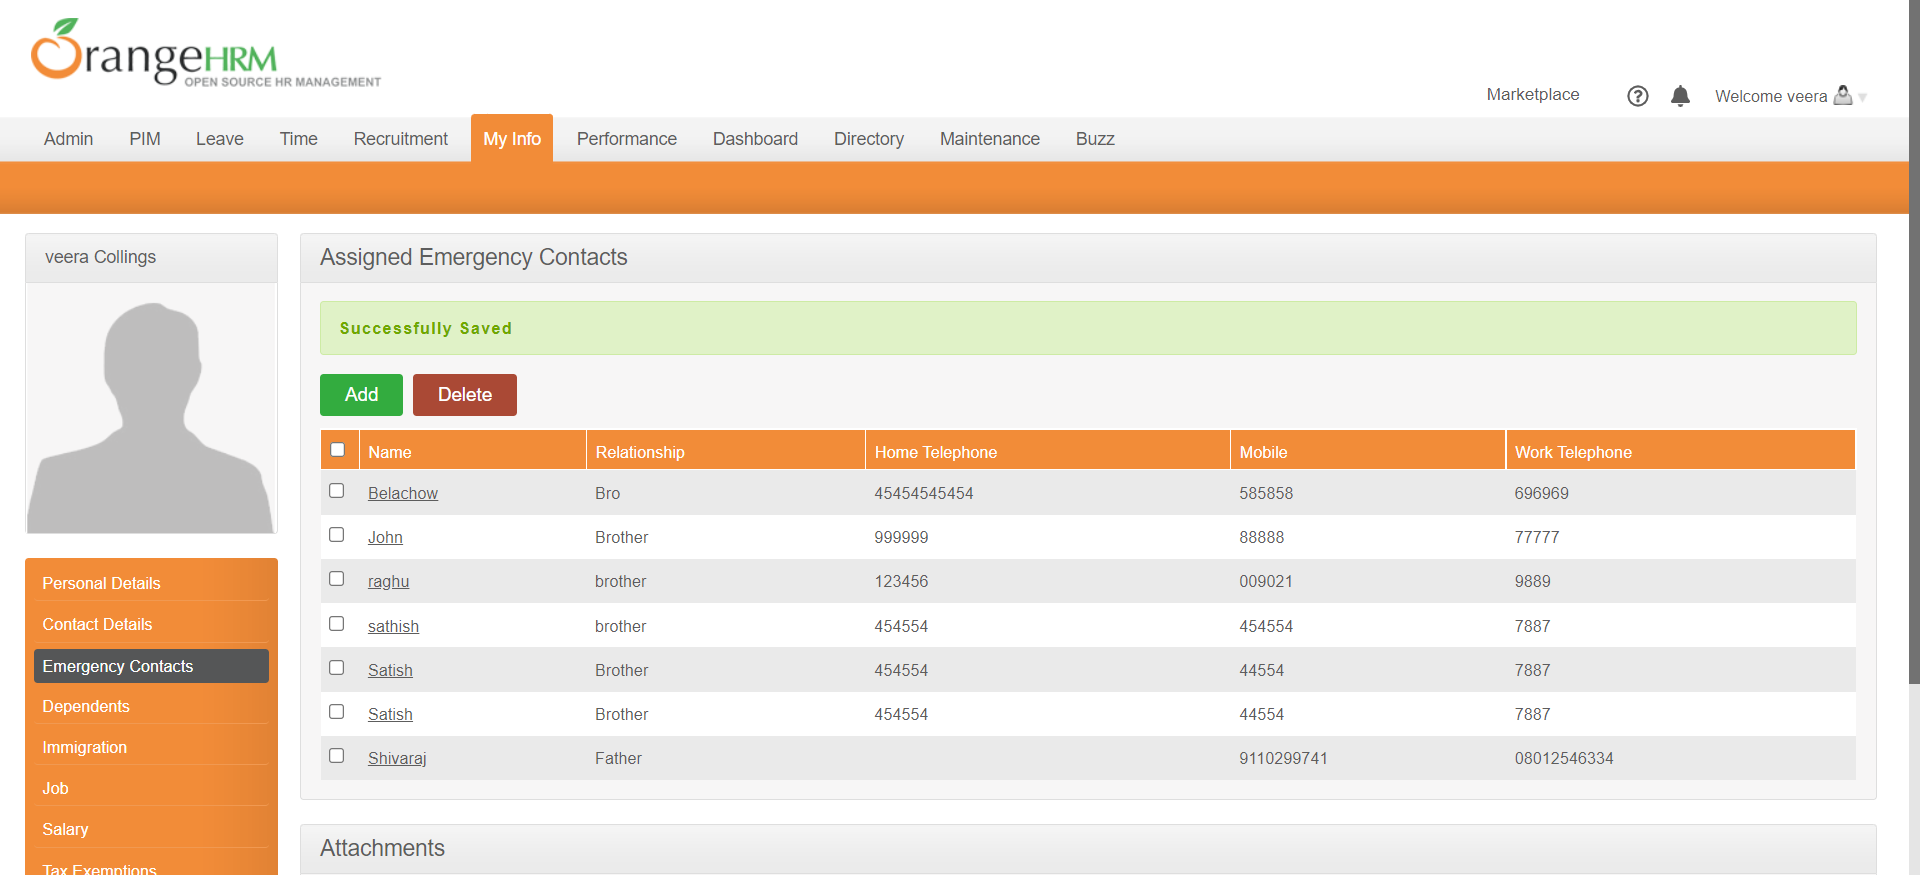 OrangeHRM
OPEN SOURCE HR MANAGEMENT
Marketplace
Welcome veera
Admin PIM Leave Time Recruitment My Info Performance Dashboard Directory Maintenance Buzz
veera Collings
Assigned Emergency Contacts
Successfully Saved
Add Delete
Name Relationship Home Telephone Mobile Work Telephone
Belachow Bro 45454545454 585858 696969
John Brother 999999 88888 77777
raghu brother 123456 009021 9889
sathish brother 454554 454554 7887
Satish Brother 454554 44554 7887
Satish Brother 454554 44554 7887
Shivaraj Father 9110299741 08012546334
Personal Details
Contact Details
Emergency Contacts
Dependents
Immigration
Job
Salary
Tax Exemptions
Attachments